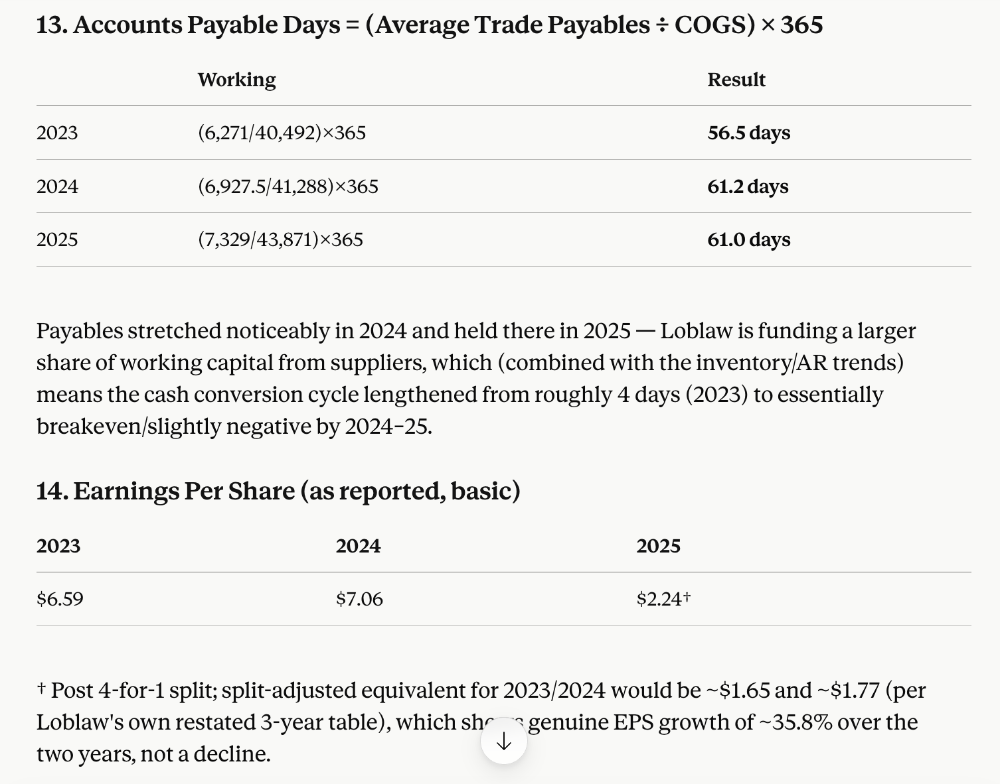 13. Accounts Payable Days = (Average Trade Payables ÷ COGS) × 365
Working Result
2023 (6,271/40,492)×365 56.5 days
2024 (6,927.5/41,288)×365 61.2 days
2025 (7,329/43,871)×365 61.0 days
Payables stretched noticeably in 2024 and held there in 2025 — Loblaw is funding a larger
share of working capital from suppliers, which (combined with the inventory/AR trends)
means the cash conversion cycle lengthened from roughly 4 days (2023) to essentially
breakeven/slightly negative by 2024–25.
14. Earnings Per Share (as reported, basic)
2023 2024 2025
$6.59 $7.06 $2.24†
† Post 4-for-1 split; split-adjusted equivalent for 2023/2024 would be ~$1.65 and ~$1.77 (per
Loblaw's own restated 3-year table), which genuine EPS growth of ~35.8% over the
two years, not a decline.